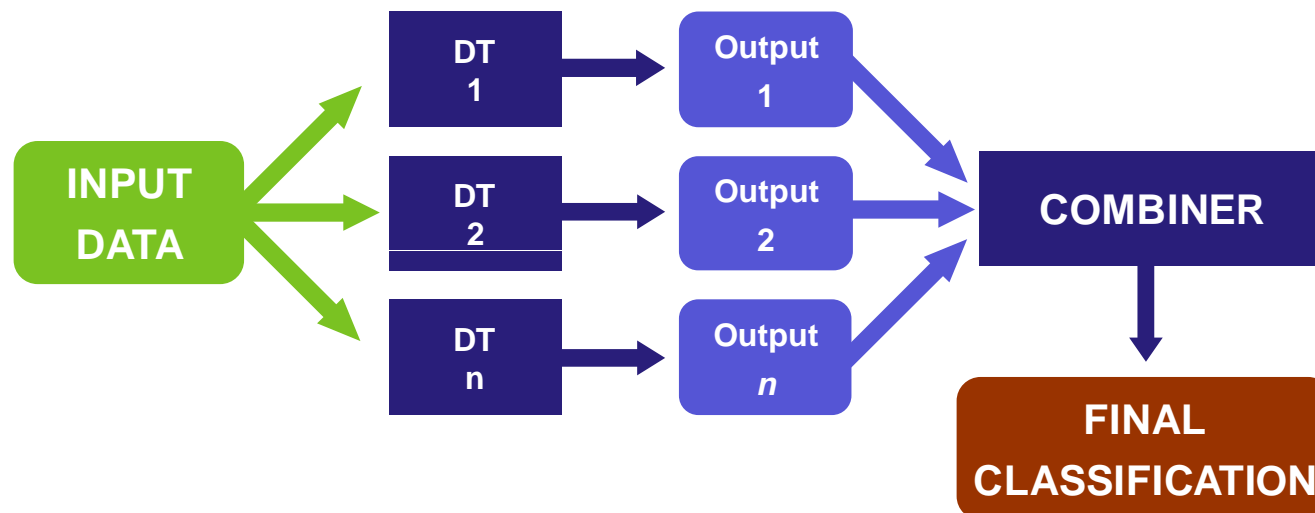 INPUT
DATA
DT
1
Output
1
DT
2
Output
2
DT
n
Output
n
COMBINER
FINAL
CLASSIFICATION